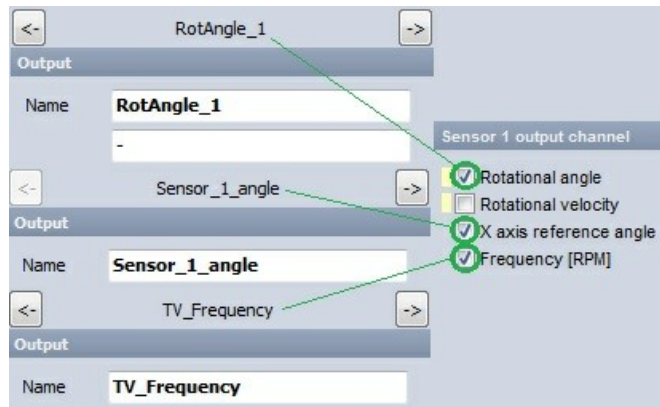 <- RotAngle_1 ->
Output
Name RotAngle_1
-
<- Sensor_1_angle ->
Output
Name Sensor_1_angle
<- TV_Frequency ->
Output
Name TV_Frequency
Sensor 1 output channel
Rotational angle
Rotational velocity
X axis reference angle
Frequency [RPM]